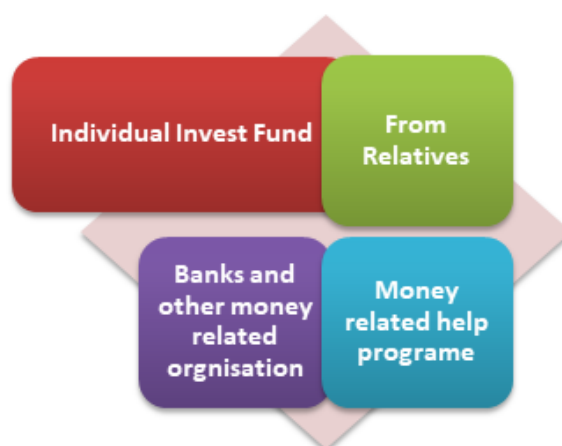 Individual Invest Fund
From
Relatives
Banks and
other money
related
orgnisation
Money
related help
programe